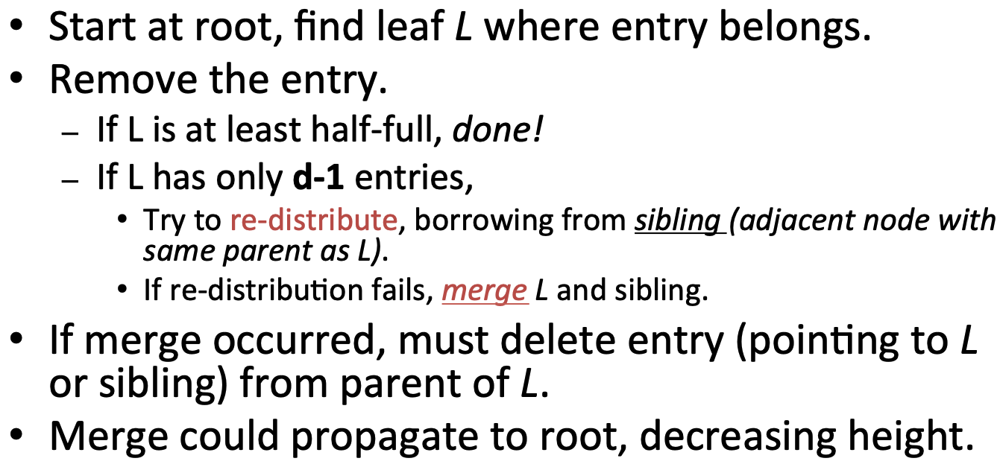 • Start at root, find leaf L where entry belongs.
• Remove the entry.
– If L is at least half-full, done!
– If L has only d-1 entries,
• Try to re-distribute, borrowing from sibling (adjacent node with
same parent as L).
• If re-distribution fails, merge L and sibling.
• If merge occurred, must delete entry (pointing to L
or sibling) from parent of L.
• Merge could propagate to root, decreasing height.